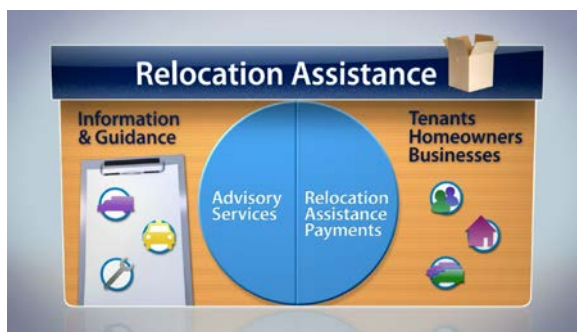 Relocation Assistance
Information
& Guidance
Advisory
Services
Relocation
Assistance
Payments
Tenants
Homeowners
Businesses